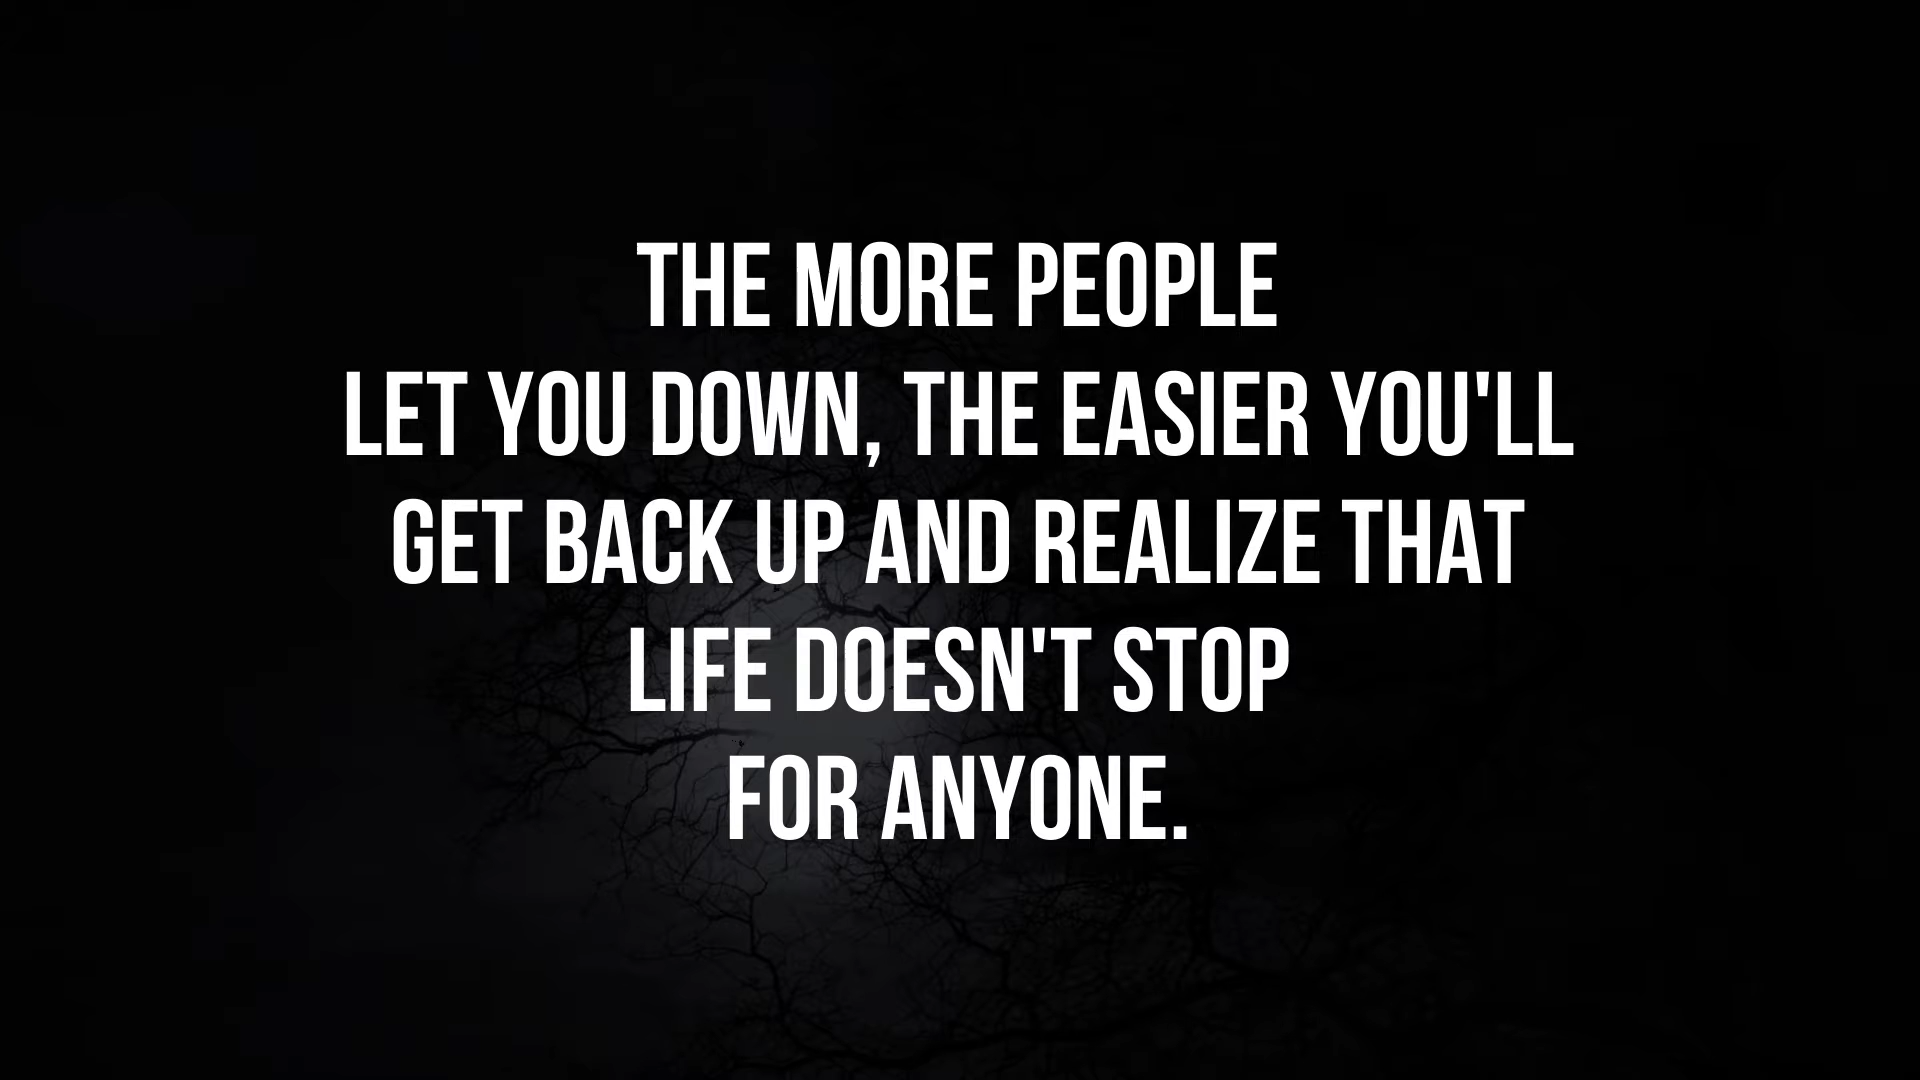 THE MORE PEOPLE
LET YOU DOWN, THE EASIER YOU'LL
GET BACK UP AND REALIZE THAT
LIFE DOESN'T STOP
FOR ANYONE.